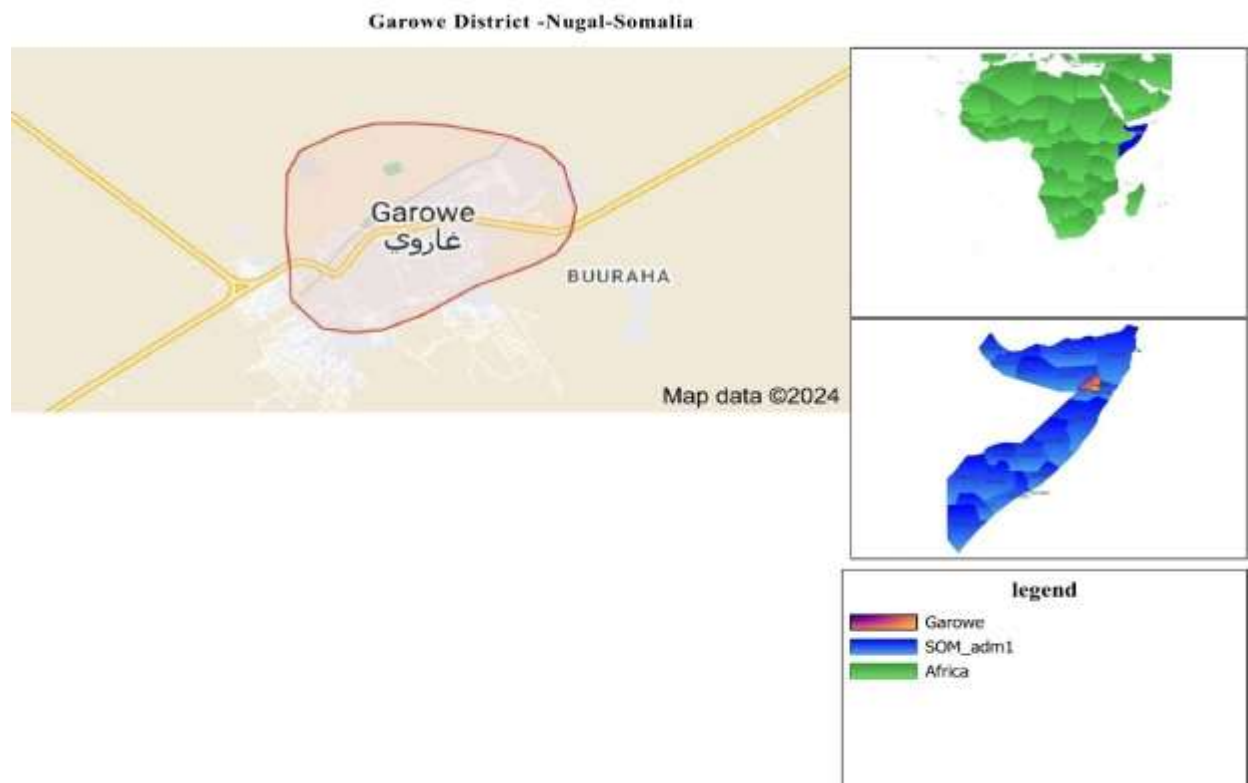 Garowe District -Nugal-Somalia
Garowe
غاروي
BUURAHA
Map data ©2024
legend
Garowe
SOM_adm1
Africa